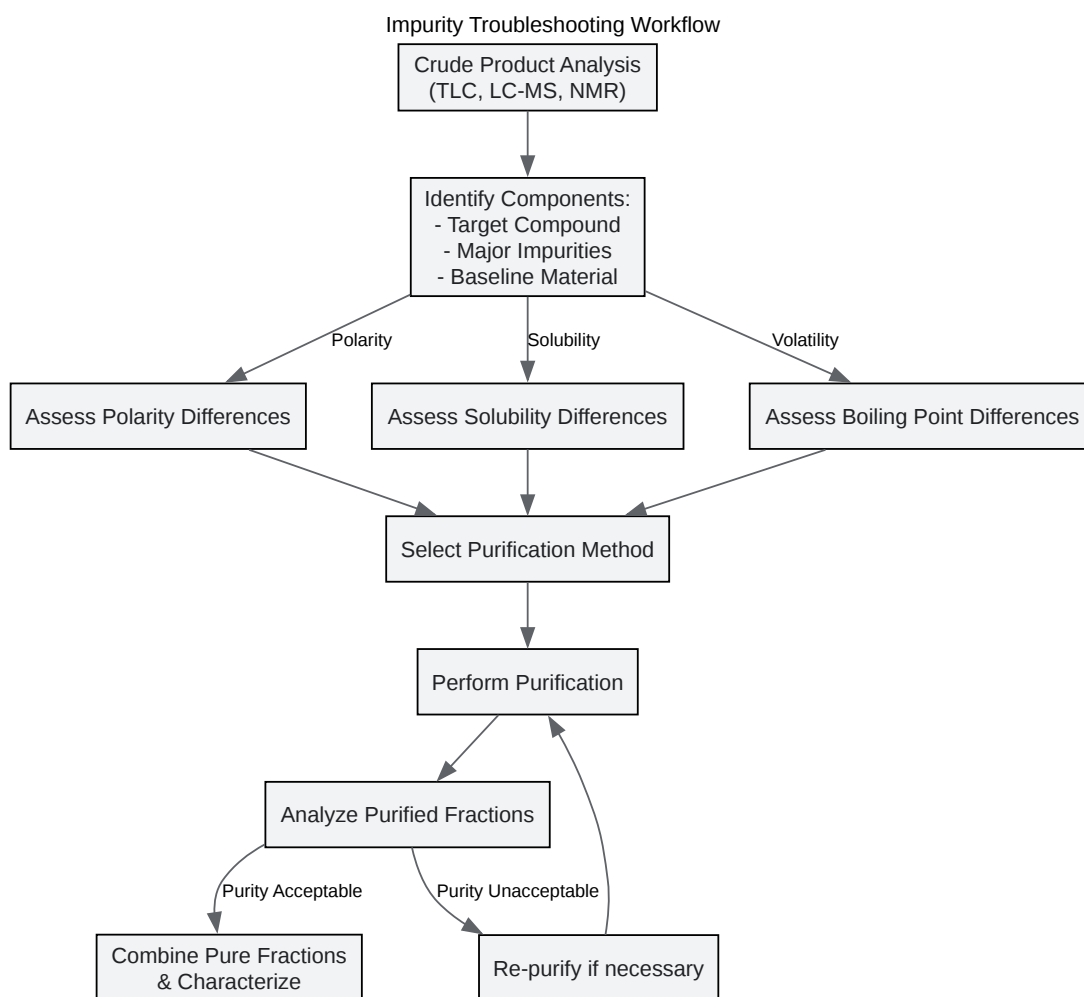 Impurity Troubleshooting Workflow
Crude Product Analysis
(TLC, LC-MS, NMR)
Identify Components:
- Target Compound
- Major Impurities
- Baseline Material
Polarity
Solubility
Volatility
Assess Polarity Differences
Assess Solubility Differences
Assess Boiling Point Differences
Select Purification Method
Perform Purification
Analyze Purified Fractions
Purity Acceptable
Purity Unacceptable
Combine Pure Fractions
& Characterize
Re-purify if necessary